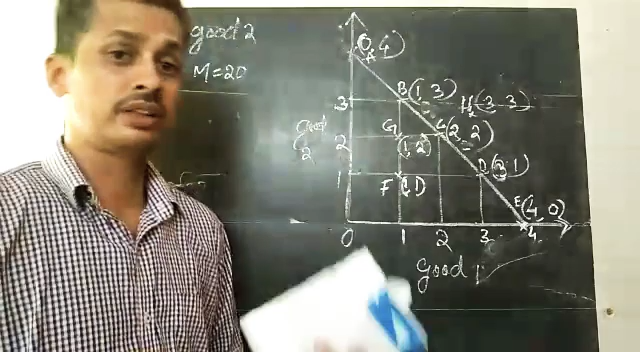 good 2
M=20
(0,4)
B(1,3)
H(3-3)
3
G
C(2,2)
Good
2
2
(1,2)
D(3,1)
1
F(1,1)
E(4,0)
0 1 2 3 4
Good 1